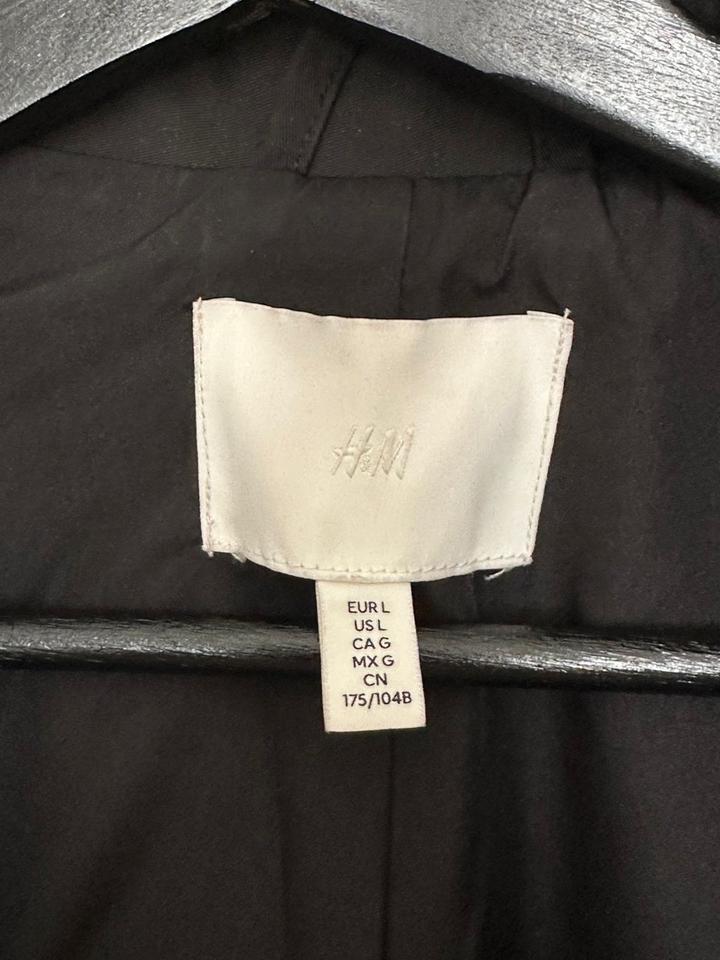 H&M
EUR L
US L
CA G
MX G
CN
175/104B